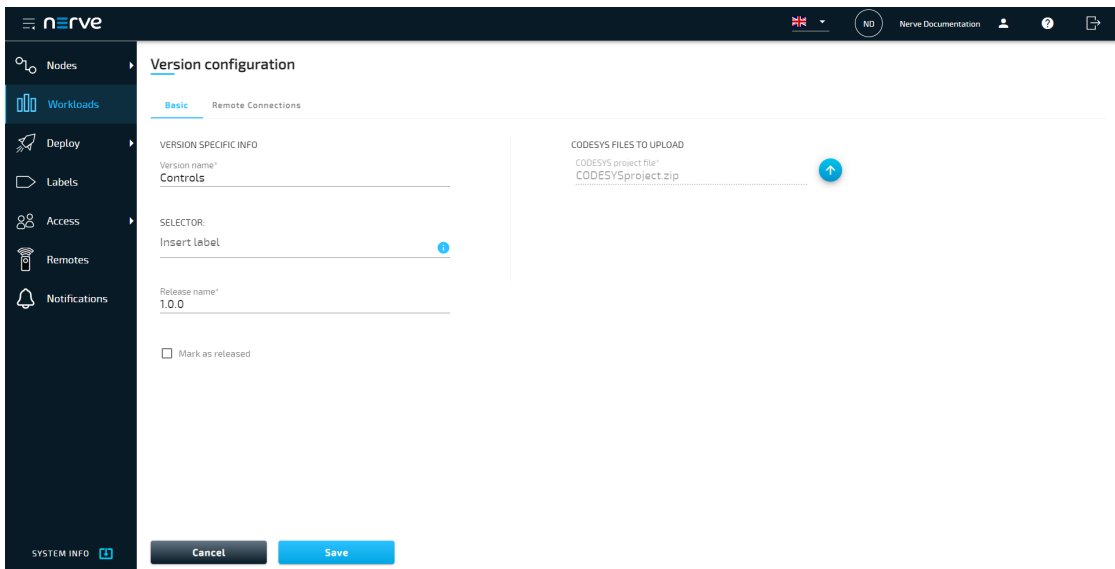 nerve
ND
Nerve Documentation
?
Nodes
Workloads
Deploy
Labels
Access
Remotes
Notifications
SYSTEM INFO
Version configuration
Basic
Remote Connections
VERSION SPECIFIC INFO
Version name*
Controls
SELECTOR:
Insert label
i
Release name*
1.0.0
Mark as released
CODESYS FILES TO UPLOAD
CODESYS project file*
CODESYSproject.zip
Cancel
Save